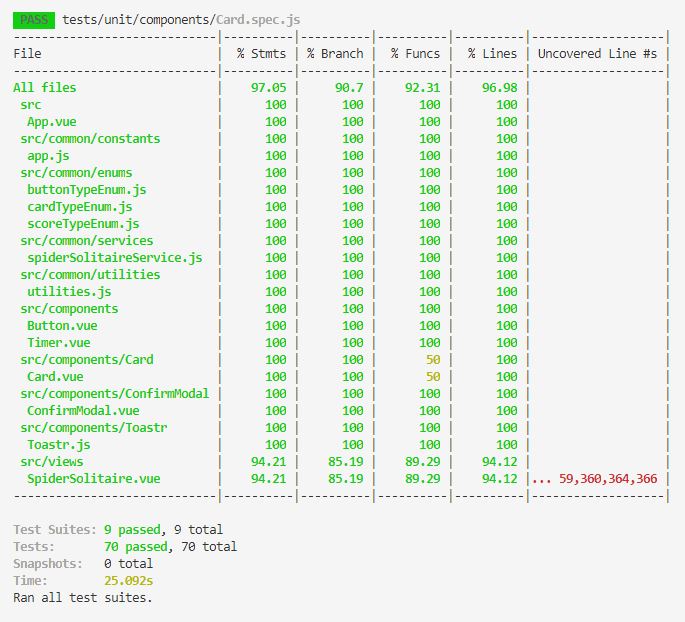 PASS tests/unit/components/Card.spec.js
-----------------------------|----------|----------|----------|----------|-------------------|
File                         |  % Stmts | % Branch |  % Funcs |  % Lines | Uncovered Line #s |
-----------------------------|----------|----------|----------|----------|-------------------|
All files                    |    97.05 |     90.7 |    92.31 |    96.98 |                   |
 src                         |      100 |      100 |      100 |      100 |                   |
  App.vue                    |      100 |      100 |      100 |      100 |                   |
 src/common/constants        |      100 |      100 |      100 |      100 |                   |
  app.js                     |      100 |      100 |      100 |      100 |                   |
 src/common/enums            |      100 |      100 |      100 |      100 |                   |
  buttonTypeEnum.js          |      100 |      100 |      100 |      100 |                   |
  cardTypeEnum.js            |      100 |      100 |      100 |      100 |                   |
  scoreTypeEnum.js           |      100 |      100 |      100 |      100 |                   |
 src/common/services         |      100 |      100 |      100 |      100 |                   |
  spiderSolitaireService.js  |      100 |      100 |      100 |      100 |                   |
 src/common/utilities        |      100 |      100 |      100 |      100 |                   |
  utilities.js               |      100 |      100 |      100 |      100 |                   |
 src/components              |      100 |      100 |      100 |      100 |                   |
  Button.vue                 |      100 |      100 |      100 |      100 |                   |
  Timer.vue                  |      100 |      100 |      100 |      100 |                   |
 src/components/Card         |      100 |      100 |       50 |      100 |                   |
  Card.vue                   |      100 |      100 |       50 |      100 |                   |
 src/components/ConfirmModal |      100 |      100 |      100 |      100 |                   |
  ConfirmModal.vue           |      100 |      100 |      100 |      100 |                   |
 src/components/Toastr       |      100 |      100 |      100 |      100 |                   |
  Toastr.js                  |      100 |      100 |      100 |      100 |                   |
 src/views                   |    94.21 |    85.19 |    89.29 |    94.12 |                   |
  SpiderSolitaire.vue        |    94.21 |    85.19 |    89.29 |    94.12 |... 59,360,364,366 |
-----------------------------|----------|----------|----------|----------|-------------------|
Test Suites: 9 passed, 9 total
Tests:       70 passed, 70 total
Snapshots:   0 total
Time:        25.092s
Ran all test suites.